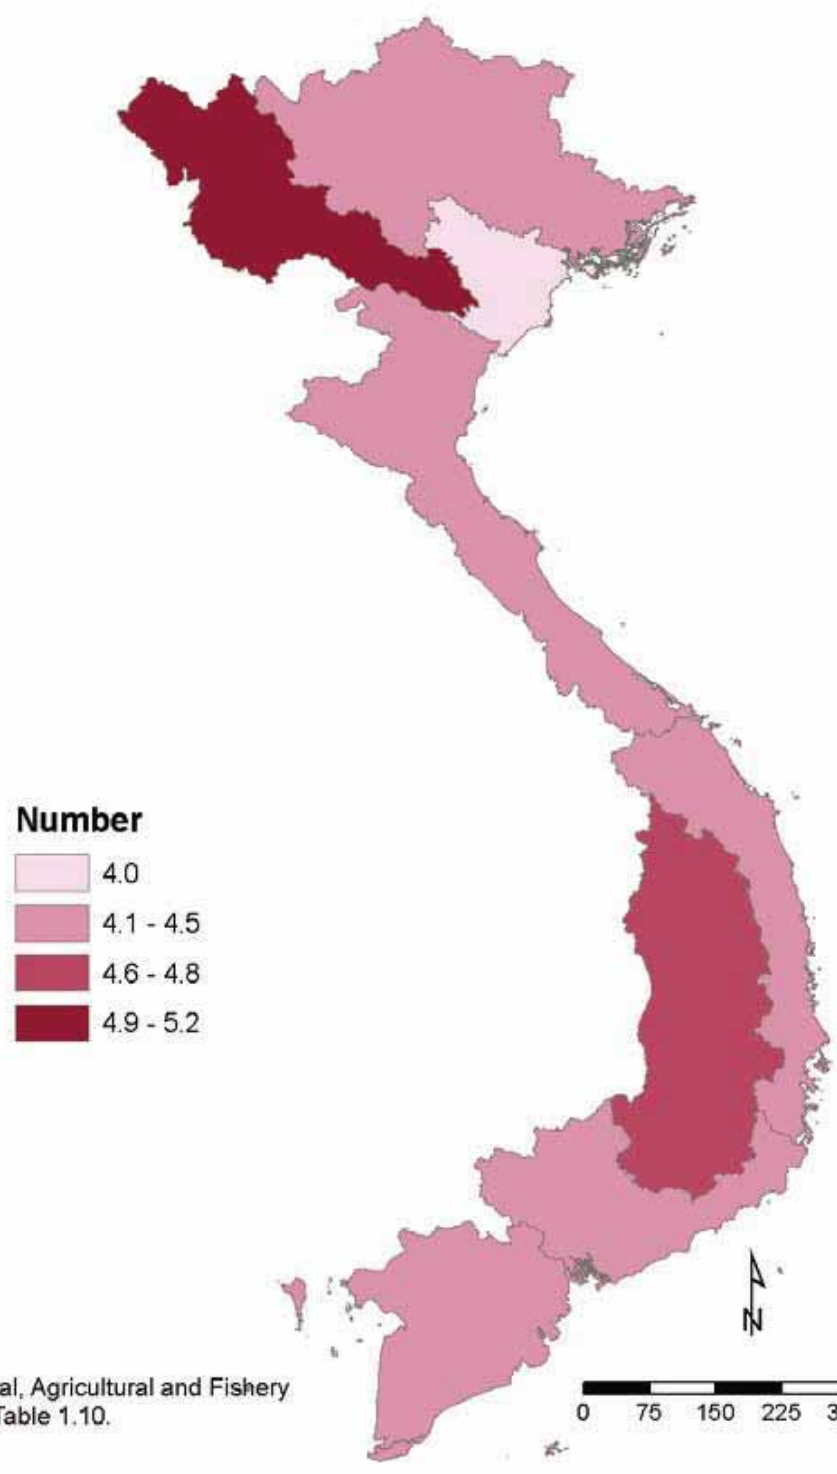 Number
4.0
4.1 - 4.5
4.6 - 4.8
4.9 - 5.2
N
al, Agricultural and Fishery
Table 1.10.
0 75 150 225 3